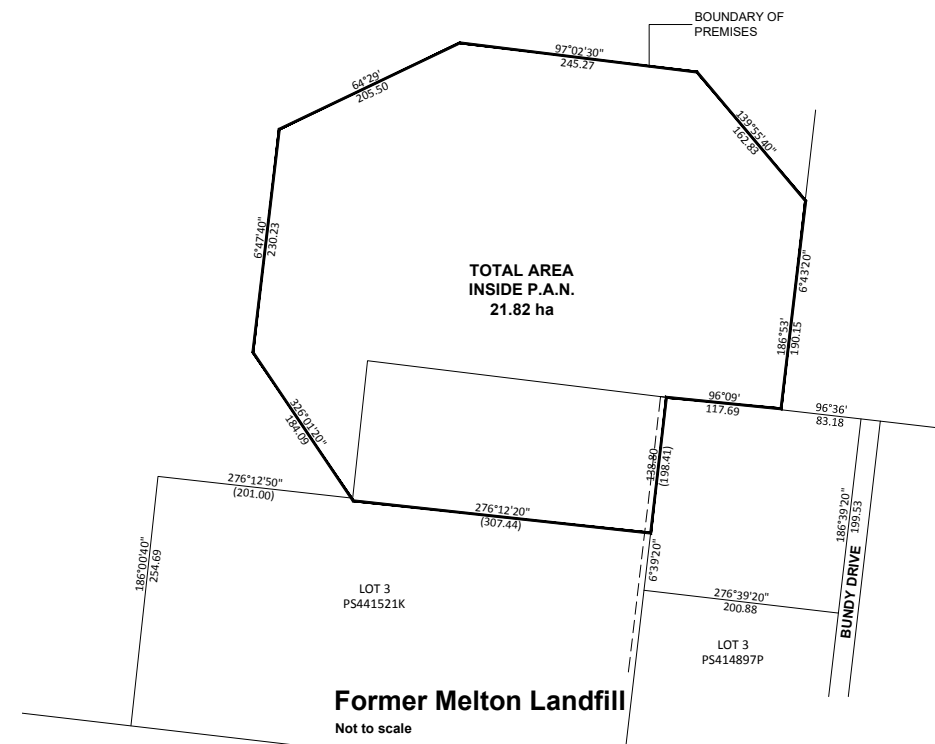 BOUNDARY OF
PREMISES
97°02'30"
245.27
64°29'
205.50
139°55'40"
162.83
6°47'40"
230.23
TOTAL AREA
INSIDE P.A.N.
21.82 ha
6°43'20"
186°53'
190.15
326°01'20"
184.09
96°09'
117.69
96°36'
83.18
138.80
(198.41)
276°12'50"
(201.00)
276°12'20"
(307.44)
186°39'20"
199.53
186°00'40"
254.69
6°39'20"
276°39'20"
200.88
BUNDY DRIVE
LOT 3
PS441521K
LOT 3
PS414897P
Former Melton Landfill
Not to scale